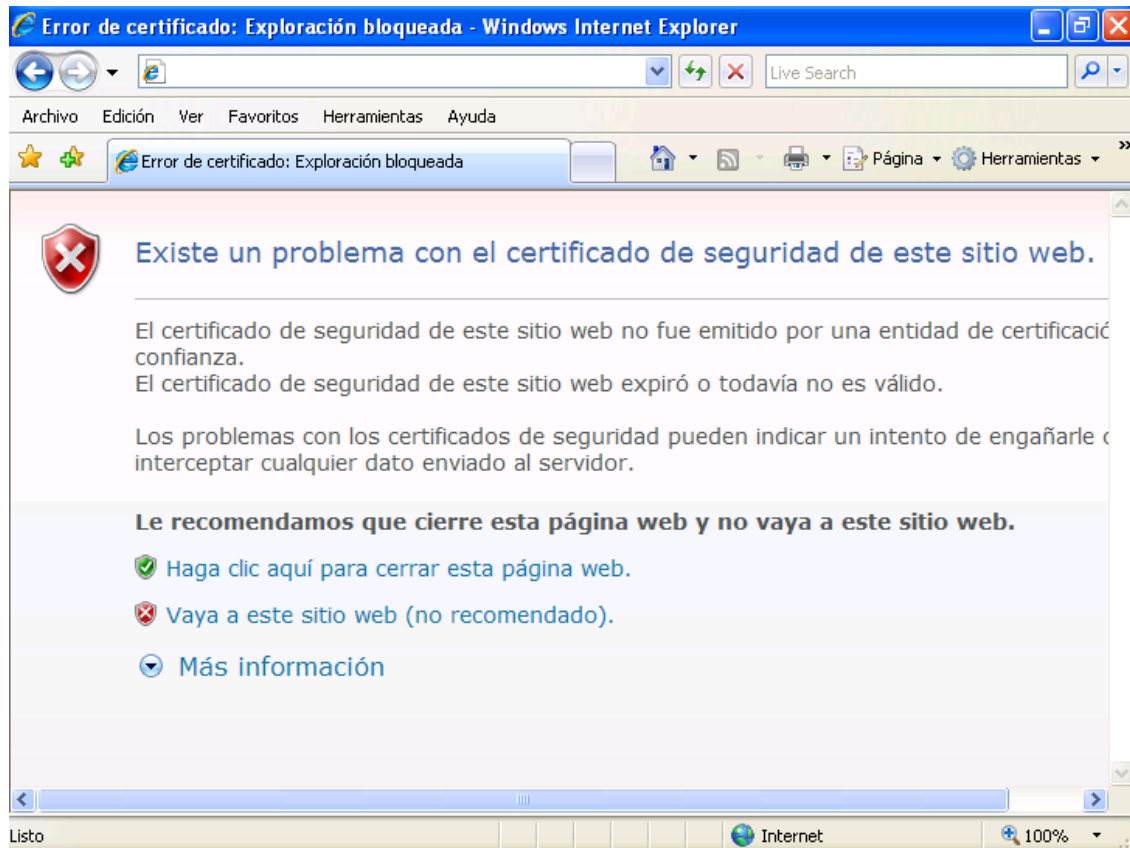 Error de certificado: Exploración bloqueada - Windows Internet Explorer
Live Search
Archivo Edición Ver Favoritos Herramientas Ayuda
Error de certificado: Exploración bloqueada Página Herramientas »
Existe un problema con el certificado de seguridad de este sitio web.
El certificado de seguridad de este sitio web no fue emitido por una entidad de
confianza.
El certificado de seguridad de este sitio web expiró o todavía no es válido.
Los problemas con los certificados de seguridad pueden indicar un intento de engañarle
interceptar cualquier dato enviado al servidor.
Le recomendamos que cierre esta página web y no vaya a este sitio web.
Haga clic aquí para cerrar esta página web.
Vaya a este sitio web (no recomendado).
Más información
Listo Internet 100%